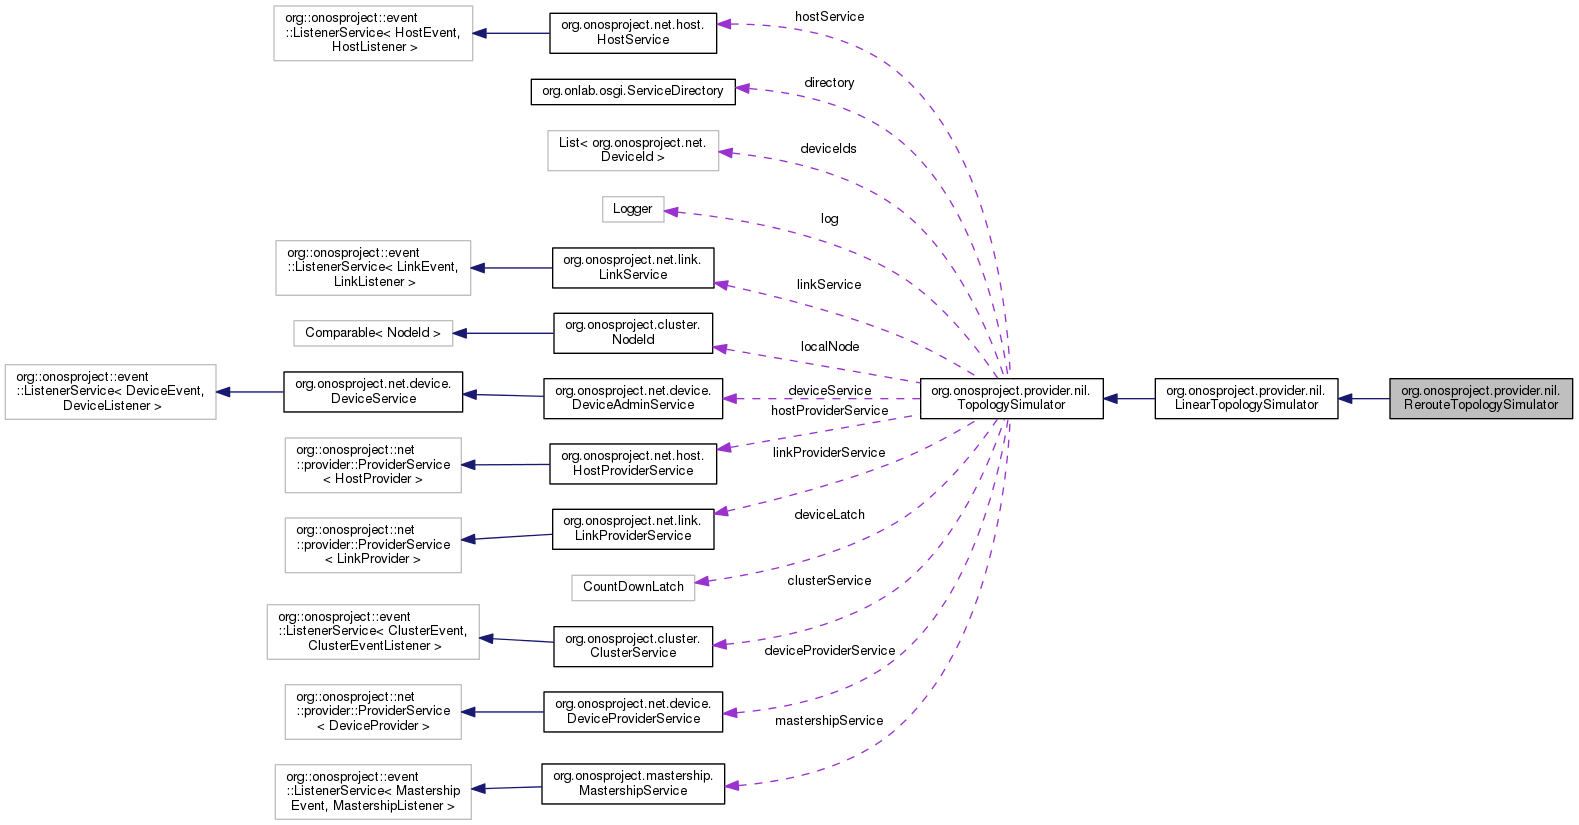 org::onosproject::event
::ListenerService< HostEvent,
HostListener >
org.onosproject.net.host.
HostService
hostService
org.onlab.osgi.ServiceDirectory
directory
List< org.onosproject.net.
DeviceId >
deviceIds
Logger
log
org::onosproject::event
::ListenerService< LinkEvent,
LinkListener >
org.onosproject.net.link.
LinkService
linkService
Comparable< NodeId >
org.onosproject.cluster.
NodeId
localNode
org::onosproject::event
::ListenerService< DeviceEvent,
DeviceListener >
org.onosproject.net.device.
DeviceService
org.onosproject.net.device.
DeviceAdminService
deviceService
org.onosproject.provider.nil.
TopologySimulator
org.onosproject.provider.nil.
LinearTopologySimulator
org.onosproject.provider.nil.
RerouteTopologySimulator
org::onosproject::net
::provider::ProviderService
< HostProvider >
org.onosproject.net.host.
HostProviderService
hostProviderService
org::onosproject::net
::provider::ProviderService
< LinkProvider >
org.onosproject.net.link.
LinkProviderService
linkProviderService
CountDownLatch
deviceLatch
org::onosproject::event
::ListenerService< ClusterEvent,
ClusterEventListener >
org.onosproject.cluster.
ClusterService
clusterService
org::onosproject::net
::provider::ProviderService
< DeviceProvider >
org.onosproject.net.device.
DeviceProviderService
deviceProviderService
org::onosproject::event
::ListenerService< Mastership
Event, MastershipListener >
org.onosproject.mastership.
MastershipService
mastershipService